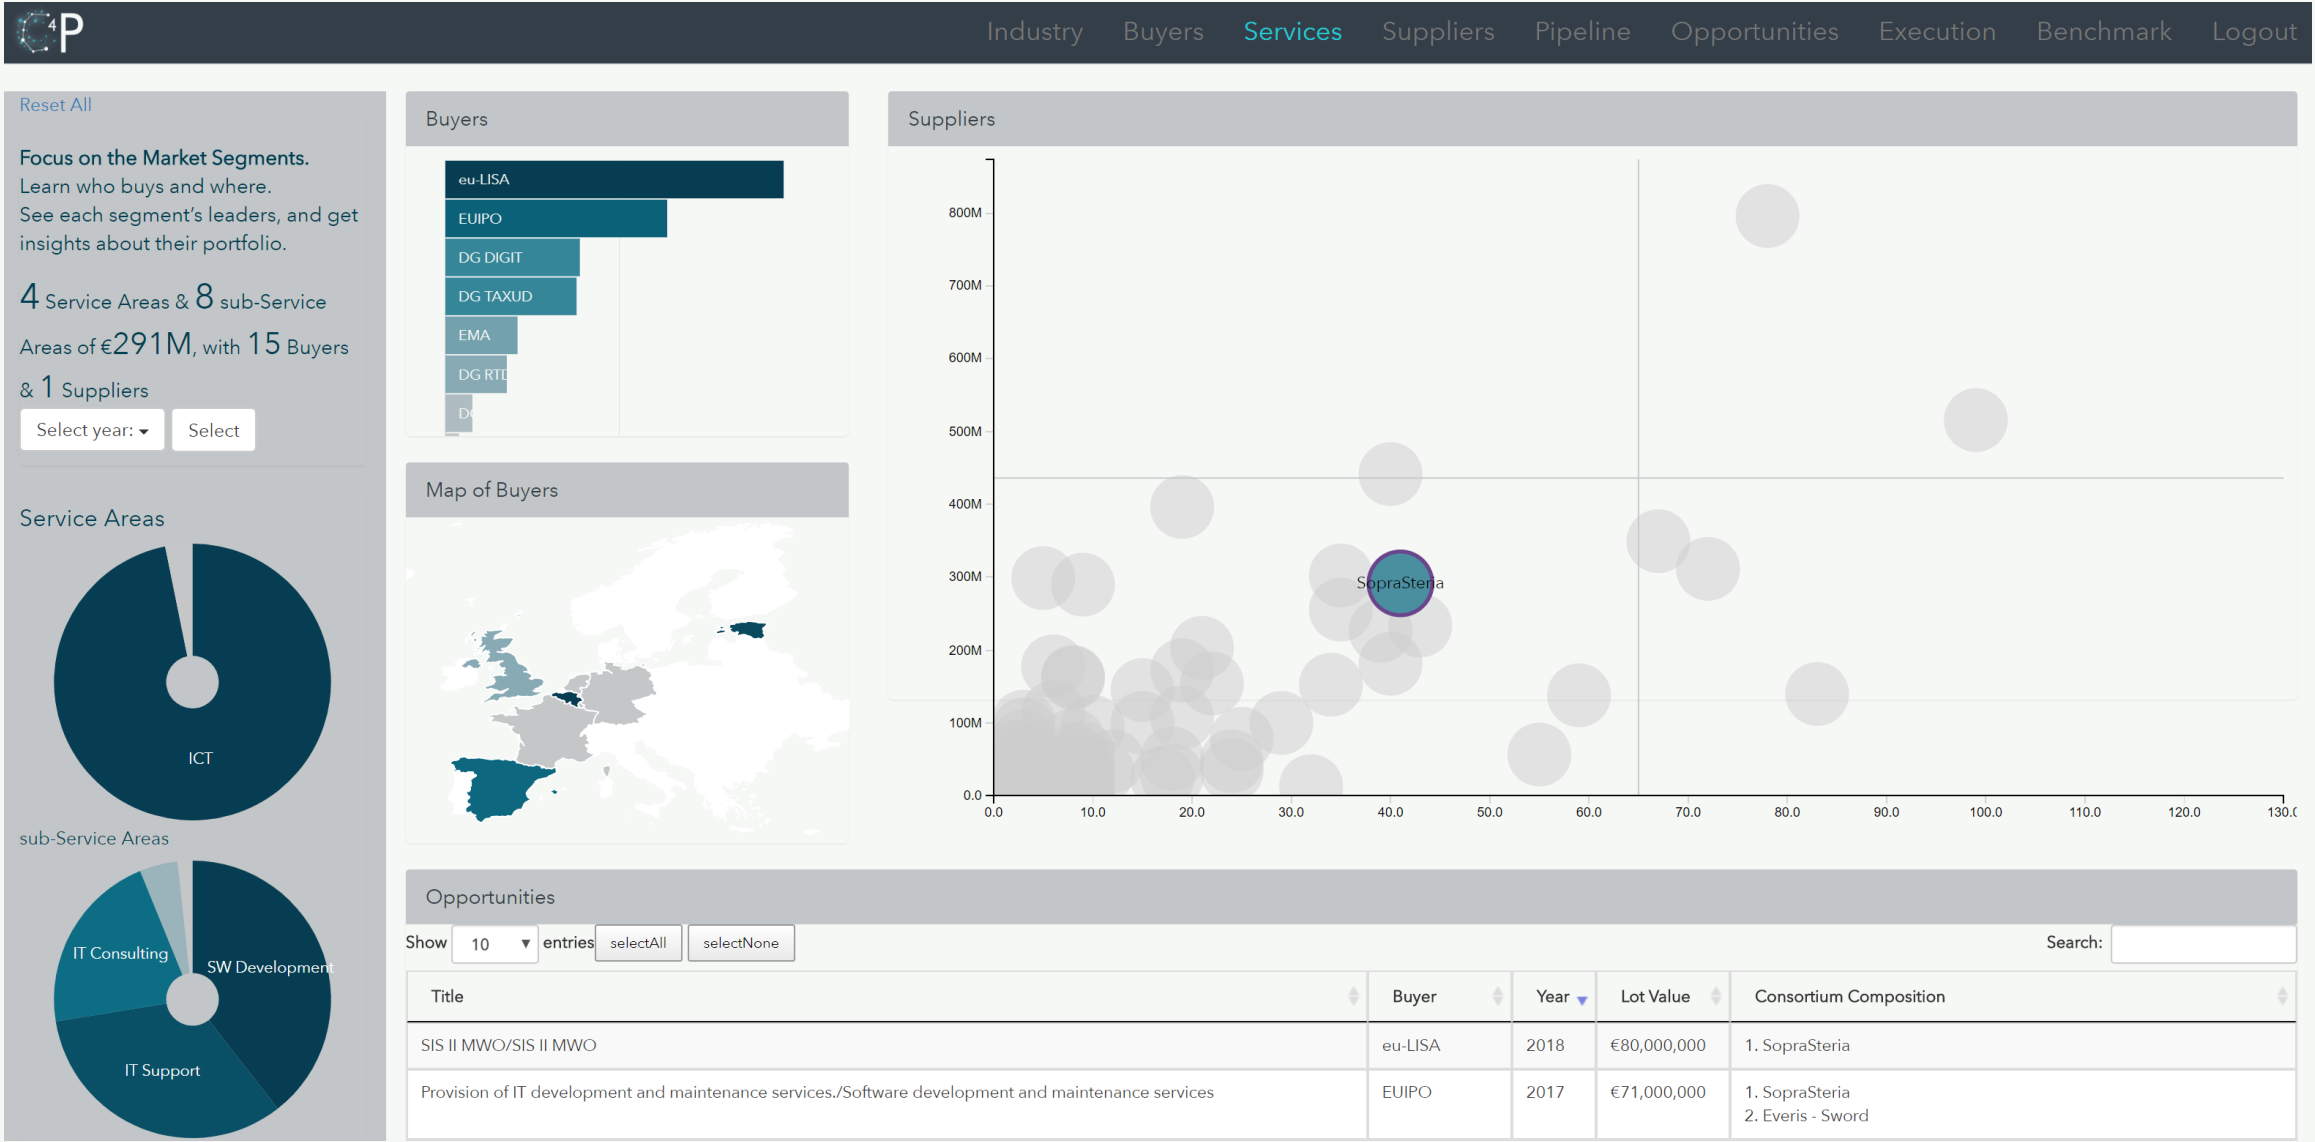 C4P
Industry Buyers Services Suppliers Pipeline Opportunities Execution Benchmark Logout
Reset All
Focus on the Market Segments.
Learn who buys and where.
See each segment's leaders, and get
insights about their portfolio.
4 Service Areas & 8 sub-Service
Areas of €291M, with 15 Buyers
& 1 Suppliers
Select year: Select
Service Areas
ICT
sub-Service Areas
IT Consulting
SW Development
IT Support
Buyers
eu-LISA
EUIPO
DG DIGIT
DG TAXUD
EMA
DG RTD
Map of Buyers
Suppliers
800M
700M
600M
500M
400M
300M
200M
100M
0.0
SopraSteria
0.0 10.0 20.0 30.0 40.0 50.0 60.0 70.0 80.0 90.0 100.0 110.0 120.0 130.0
Opportunities
Show 10 entries selectAll selectNone Search:
Title Buyer Year Lot Value Consortium Composition
SIS II MWO/SIS II MWO eu-LISA 2018 €80,000,000 1. SopraSteria
Provision of IT development and maintenance services./Software development and maintenance services EUIPO 2017 €71,000,000 1. SopraSteria
2. Everis - Sword